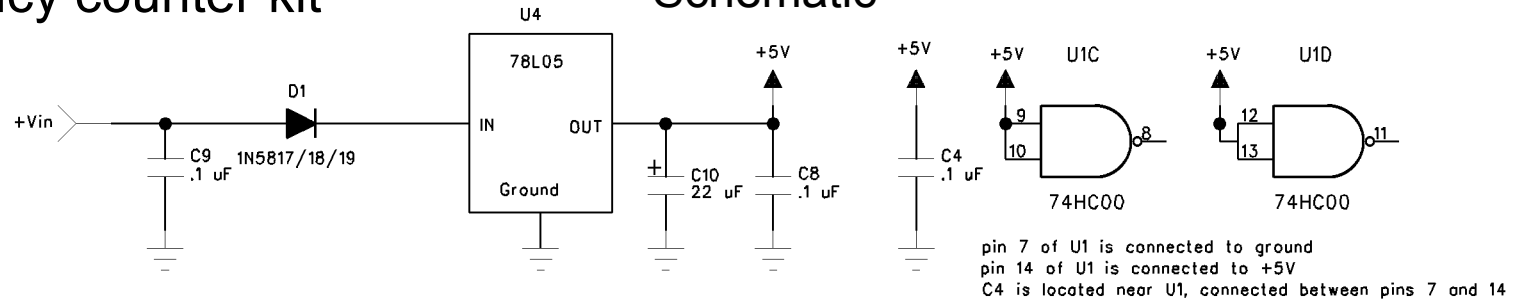 ncy counter kit
Schematic
U4
78L05
IN
OUT
Ground
+Vin
D1
1N5817/18/19
C9
.1 uF
+
C10
22 uF
+5V
C8
.1 uF
+5V
C4
.1 uF
+5V
U1C
9
10
8
74HC00
+5V
U1D
12
13
11
74HC00
pin 7 of U1 is connected to ground
pin 14 of U1 is connected to +5V
C4 is located near U1, connected between pins 7 and 14